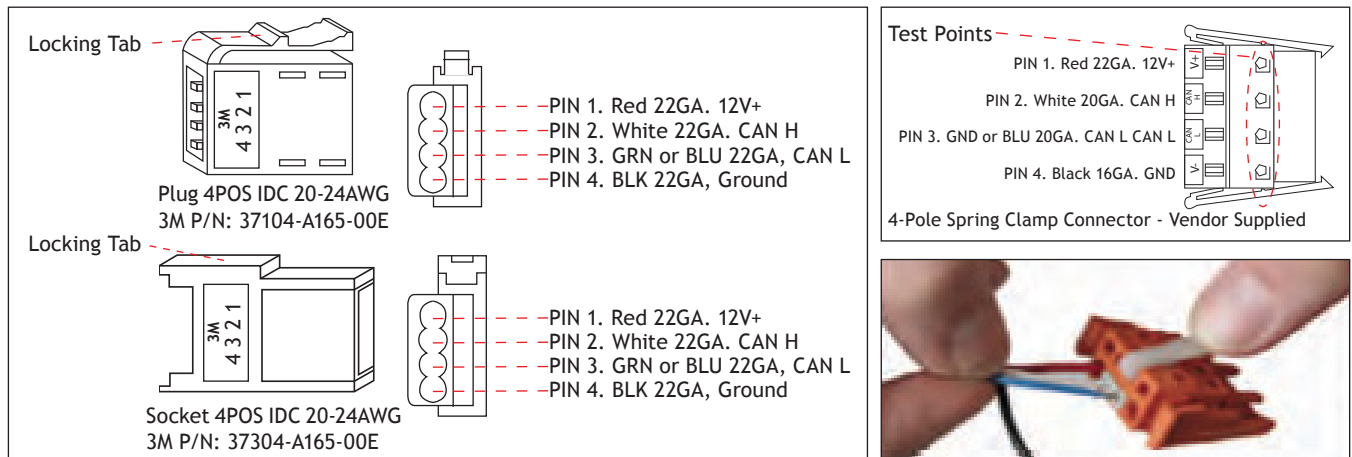 Locking Tab
3M
4 3 2 1
PIN 1. Red 22GA. 12V+
PIN 2. White 22GA. CAN H
PIN 3. GRN or BLU 22GA, CAN L
PIN 4. BLK 22GA, Ground
Plug 4POS IDC 20-24AWG
3M P/N: 37104-A165-00E
Locking Tab
3M
4 3 2 1
PIN 1. Red 22GA. 12V+
PIN 2. White 22GA. CAN H
PIN 3. GRN or BLU 22GA, CAN L
PIN 4. BLK 22GA, Ground
Socket 4POS IDC 20-24AWG
3M P/N: 37304-A165-00E
Test Points
PIN 1. Red 22GA. 12V+
V+
PIN 2. White 20GA. CAN H
CAN
H
PIN 3. GND or BLU 20GA. CAN L CAN L
CAN
L
PIN 4. Black 16GA. GND
V-
4-Pole Spring Clamp Connector - Vendor Supplied